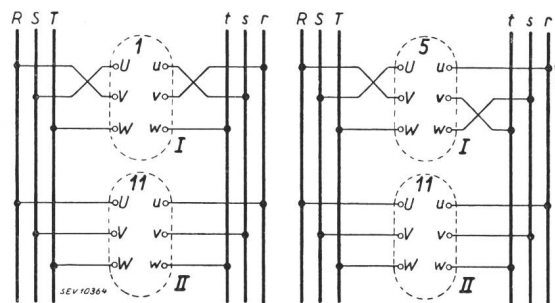 R S T t s r
1
U u
V v
W w
I
11
U u
V v
W w
II
SEV 10364
R S T t s r
5
U u
V v
W w
I
11
U u
V v
W w
II